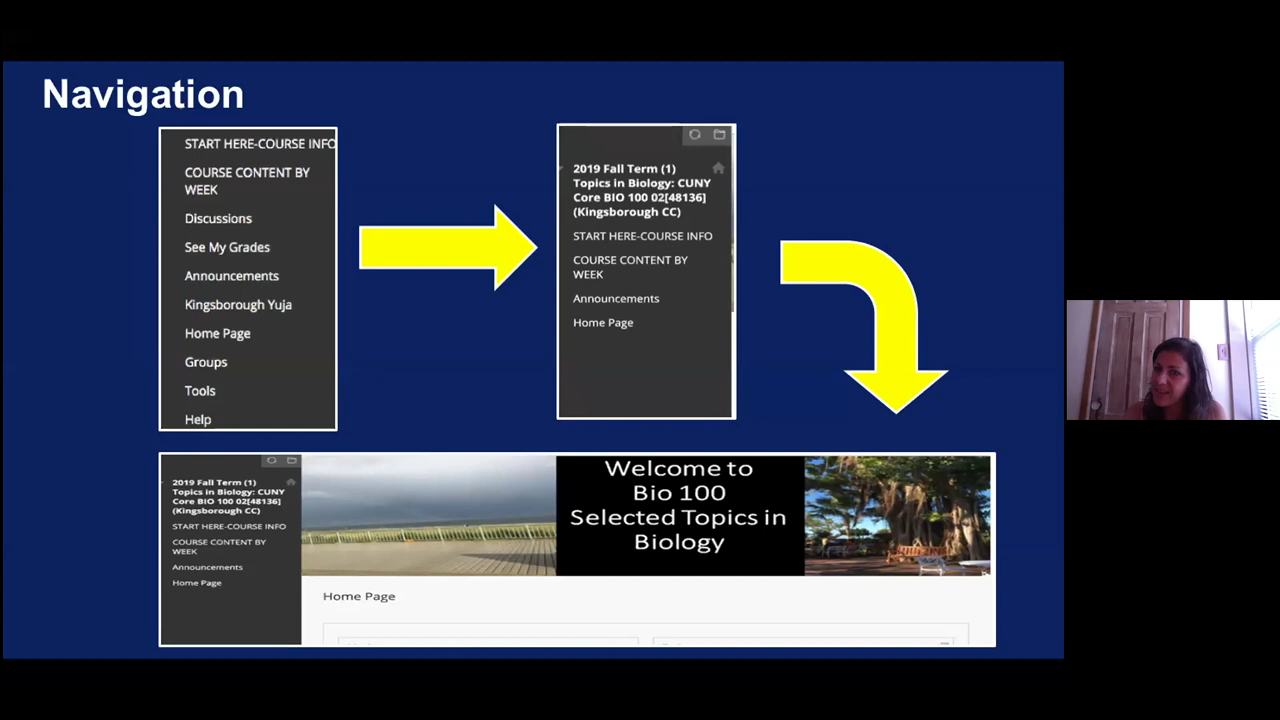 Navigation
START HERE-COURSE INFO
COURSE CONTENT BY
WEEK
Discussions
See My Grades
Announcements
Kingsborough Yuja
Home Page
Groups
Tools
Help
2019 Fall Term (1)
Topics in Biology: CUNY
Core BIO 100 02[48136]
(Kingsborough CC)
START HERE-COURSE INFO
COURSE CONTENT BY
WEEK
Announcements
Home Page
2019 Fall Term (1)
Topics in Biology: CUNY
Core BIO 100 02[48136]
(Kingsborough CC)
START HERE-COURSE INFO
COURSE CONTENT BY
WEEK
Announcements
Home Page
Welcome to
Bio 100
Selected Topics in
Biology
Home Page